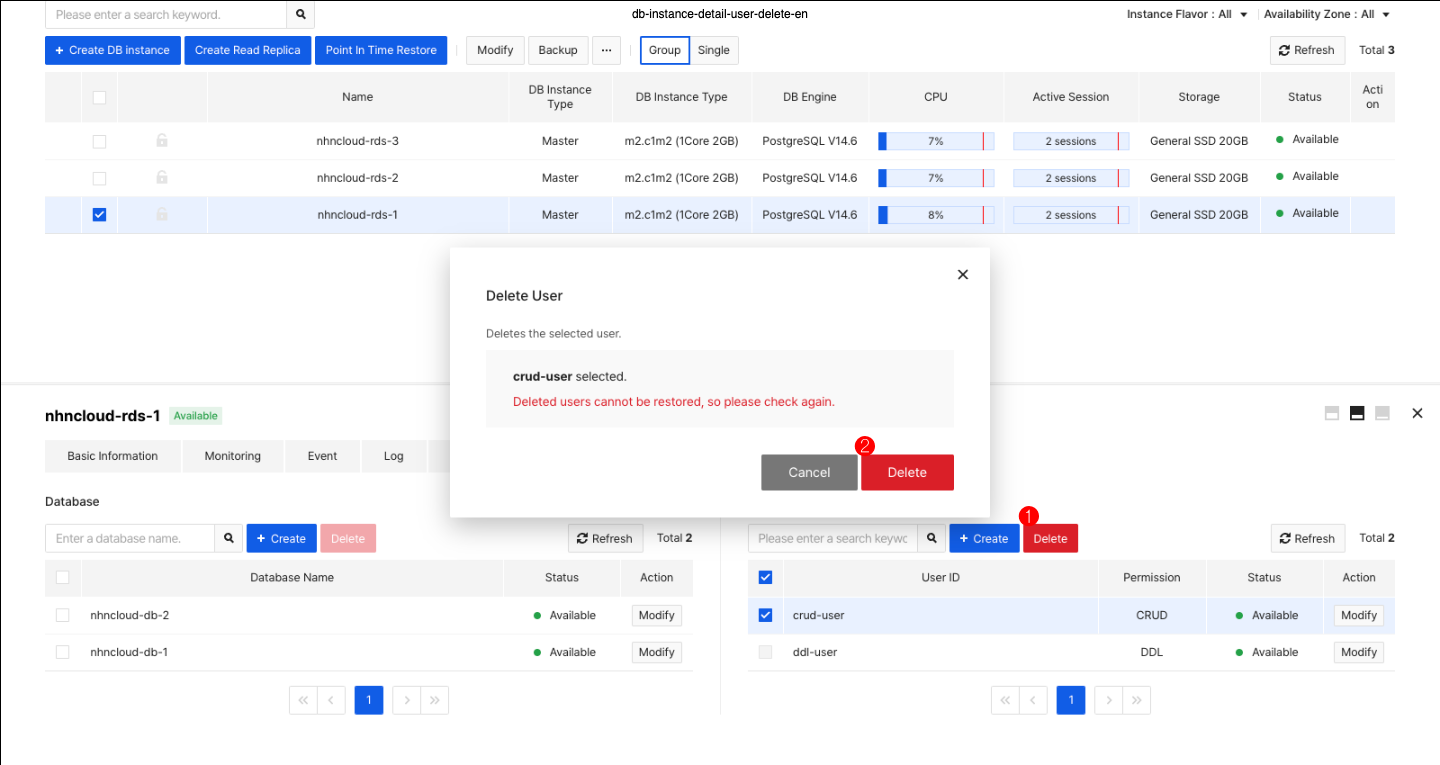 Please enter a search keyword.
db-instance-detail-user-delete-en
Instance Flavor : All
Availability Zone : All
+ Create DB instance
Create Read Replica
Point In Time Restore
Modify
Backup
...
Group
Single
Refresh
Total 3
Name
DB Instance Type
DB Instance Type
DB Engine
CPU
Active Session
Storage
Status
Acti
on
nhncloud-rds-3 Master m2.c1m2 (1Core 2GB) PostgreSQL V14.6 7% 2 sessions General SSD 20GB Available
nhncloud-rds-2 Master m2.c1m2 (1Core 2GB) PostgreSQL V14.6 7% 2 sessions General SSD 20GB Available
nhncloud-rds-1 Master m2.c1m2 (1Core 2GB) PostgreSQL V14.6 8% 2 sessions General SSD 20GB Available
Delete User
Deletes the selected user.
crud-user selected.
Deleted users cannot be restored, so please check again.
2
Cancel
Delete
nhncloud-rds-1 Available
Basic Information
Monitoring
Event
Log
Database
Enter a database name.
+ Create
Delete
Refresh
Total 2
Database Name Status Action
nhncloud-db-2 Available Modify
nhncloud-db-1 Available Modify
« ‹ 1 › »
1
Please enter a search keywc
+ Create
Delete
Refresh
Total 2
User ID Permission Status Action
crud-user CRUD Available Modify
ddl-user DDL Available Modify
« ‹ 1 › »